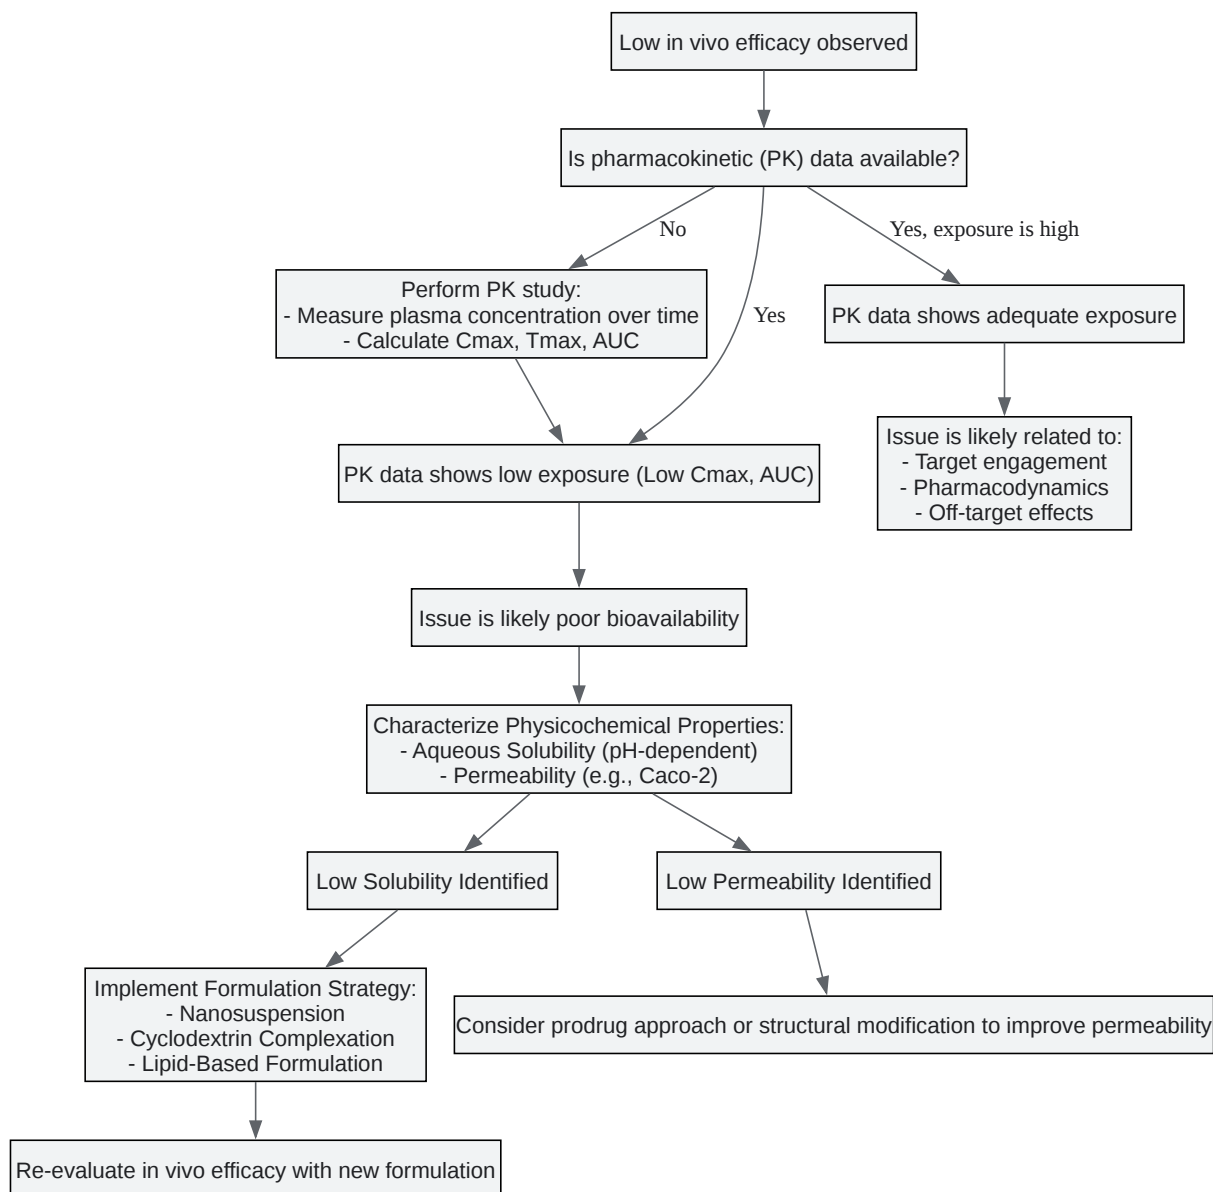 Low in vivo efficacy observed
Is pharmacokinetic (PK) data available?
No
Yes, exposure is high
Perform PK study:
- Measure plasma concentration over time
- Calculate Cmax, Tmax, AUC
Yes
PK data shows adequate exposure
Issue is likely related to:
- Target engagement
- Pharmacodynamics
- Off-target effects
PK data shows low exposure (Low Cmax, AUC)
Issue is likely poor bioavailability
Characterize Physicochemical Properties:
- Aqueous Solubility (pH-dependent)
- Permeability (e.g., Caco-2)
Low Solubility Identified
Low Permeability Identified
Implement Formulation Strategy:
- Nanosuspension
- Cyclodextrin Complexation
- Lipid-Based Formulation
Consider prodrug approach or structural modification to improve permeability
Re-evaluate in vivo efficacy with new formulation